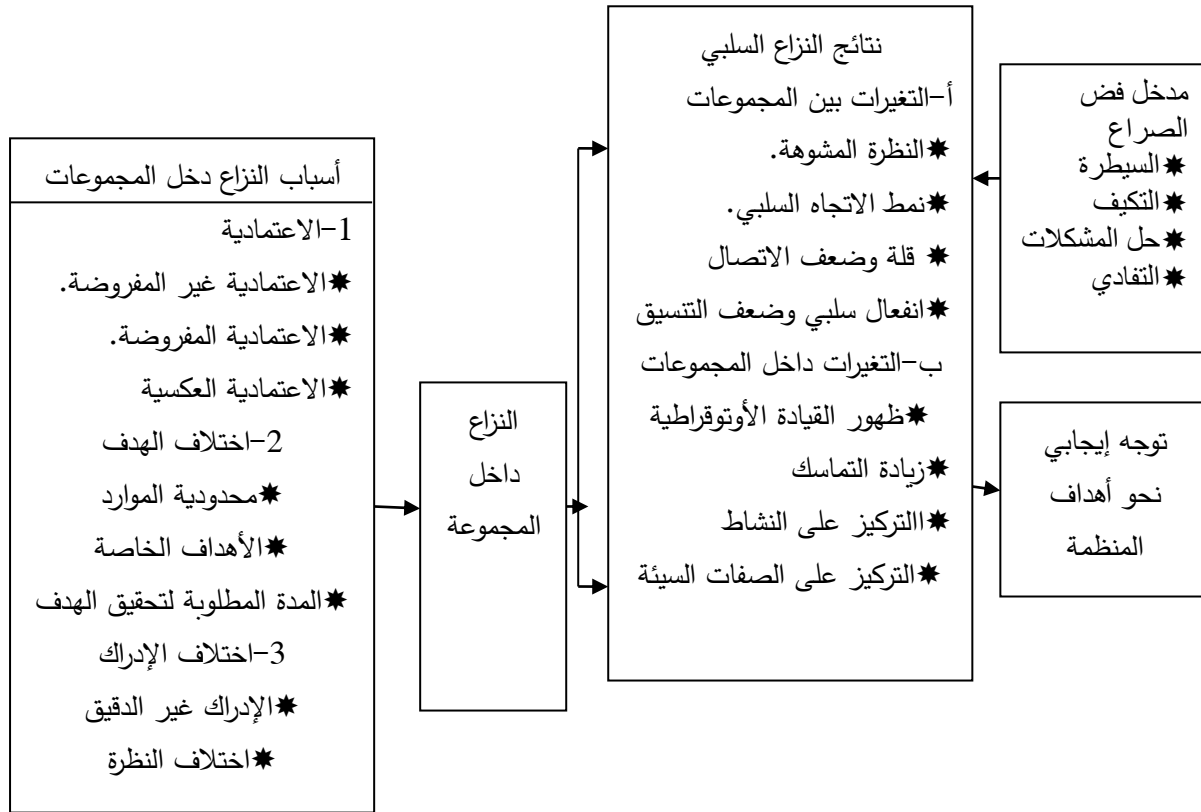 أسباب النزاع دخل المجموعات
1-الاعتمادية
✷الاعتمادية غير المفروضة.
✷الاعتمادية المفروضة.
✷الاعتمادية العكسية
2-اختلاف الهدف
✷محدودية الموارد
✷الأهداف الخاصة
✷المدة المطلوبة لتحقيق الهدف
3-اختلاف الإدراك
✷الإدراك غير الدقيق
✷اختلاف النظرة
النزاع
داخل
المجموعة
نتائج النزاع السلبي
أ-التغيرات بين المجموعات
✷النظرة المشوهة.
✷نمط الاتجاه السلبي.
✷ قلة وضعف الاتصال
✷انفعال سلبي وضعف التنسيق
ب-التغيرات داخل المجموعات
✷ظهور القيادة الأوتوقراطية
✷زيادة التماسك
✷االتركيز على النشاط
✷التركيز على الصفات السيئة
مدخل فض
الصراع
✷السيطرة
✷التكيف
✷حل المشكلات
✷التفادي
توجه إيجابي
نحو أهداف
المنظمة